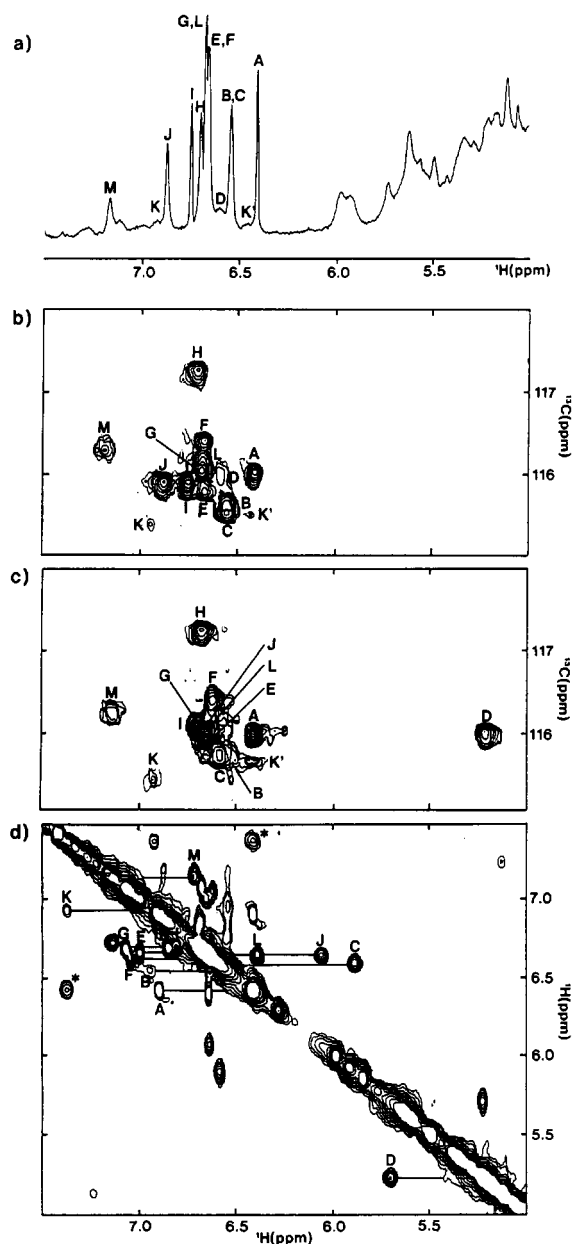 a)
G,L
E,F
A
I
B,C
H
J
M
K
D
K'
7.0
6.5
6.0
5.5
¹H(ppm)
b)
H
117
M
F
G
L
A
J
D
116
I
E
B
K
C
K'
¹³C(ppm)
c)
H
J
117
L
G
F
E
M
I
A
D
116
K
C
K'
B
¹³C(ppm)
d)
*
M
7.0
K
G
E
L
J
C
F
B
6.5
*
A
6.0
5.5
D
¹H(ppm)
7.0
6.5
6.0
5.5
¹H(ppm)